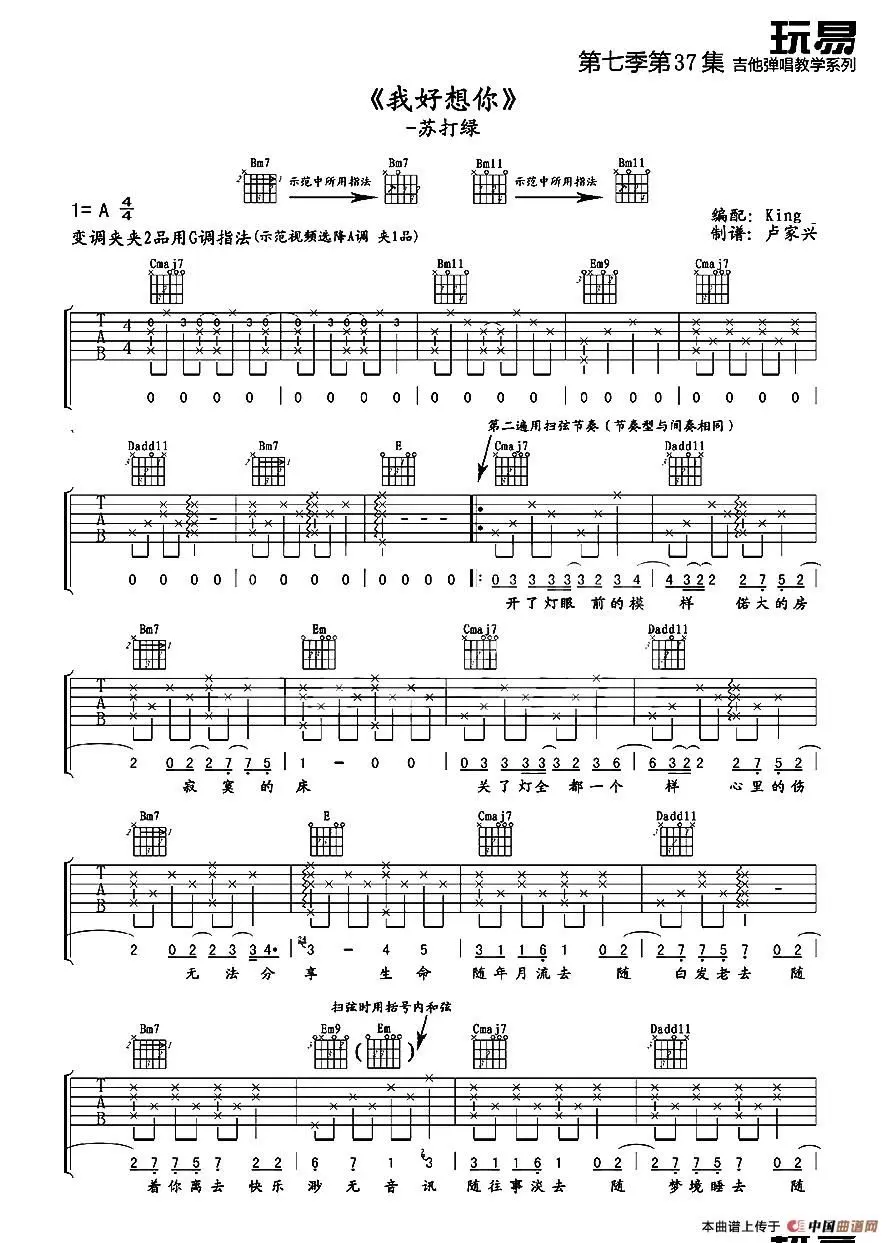 玩易
第七季第37集 吉他弹唱教学系列
《我好想你》
-苏打绿
Bm7 示范中所用指法 Bm7 Bm11 示范中所用指法 Bm11
1= A 4/4
编配: King
变调夹夹2品用G调指法(示范视频选降A调 夹1品)
制谱: 卢家兴
Cmaj7 Bm11 Em9 Cmaj7
T A B 4/4
0 0 0 0 | 0 0 0 0 | 0 0 0 0 | 0 0 0 0 | 0 0 0 0
第二遍用扫弦节奏(节奏型与间奏相同)
Dadd11 Bm7 E Cmaj7 Dadd11
T A B
0 0 0 0 | 0 0 0 0 | 0 0 0 0 |: 0 3 3 3 3 3 2 3 4 | 4 3 2 2 2 7 5 2
开了灯眼 前的模 样 偌大的房
Bm7 Em Cmaj7 Dadd11
T A B
2 0 2 7 7 5 | 1 - 0 0 | 0 3 3 3 3 3 2 3 6 | 6 3 2 2 2 7 5 2
寂 寞 的 床 关了灯全 都一个 样 心里的伤
Bm7 E Cmaj7 Dadd11
T A B
2 0 2 2 3 3 4· | 3 - 4 5 | 3 1 1 6 1 0 2 | 2 7 7 5 7 0 2
无 法 分 享 生 命 随年月流去 随 白发老去 随
扫弦时用括号内和弦
Bm7 Em9 (Em) Cmaj7 Dadd11
T A B
2 7 7 5 7 2 2 | 6 7 1 3 | 3 1 1 6 1 0 2 | 2 7 7 5 7 0 2
着你离去 快乐 渺 无 音 讯 随往事淡去 随 梦境睡去 随
本曲谱上传于 中国曲谱网